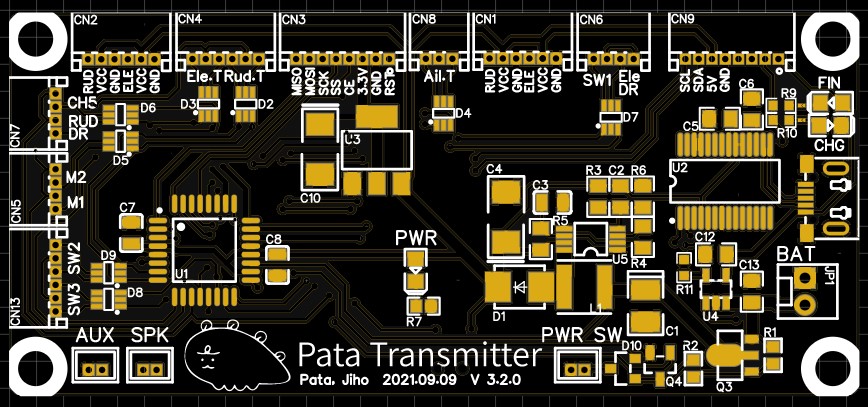 CN2
CN4
CN3
CN8
CN1
CN6
CN9
RUD
VCC
GND
ELE
VCC
GND
Ele.T
Rud.T
MISO
MOSI
SCK
SS
CE
3.3V
GND
Ail.T
RUD
VCC
GND
ELE
VCC
GND
SW1
Ele
DR
SCL
SDA
5V
GND
FIN
CH5
RUD
DR
D6
D5
D3
D2
D4
D7
C6
R9
R10
C5
CHG
CN7
U3
C10
M2
M1
CN5
C7
U1
C8
C4
C3
R3
C2
R6
R5
U5
R4
U2
PWR
R7
D9
D8
SW2
SW3
CN13
D1
L1
C12
R11
U4
C13
BAT
JP1
AUX
SPK
Pata Transmitter
Pata. Jiho 2021.09.09 V 3.2.0
PWR SW
D10
C1
Q4
R2
Q3
R1